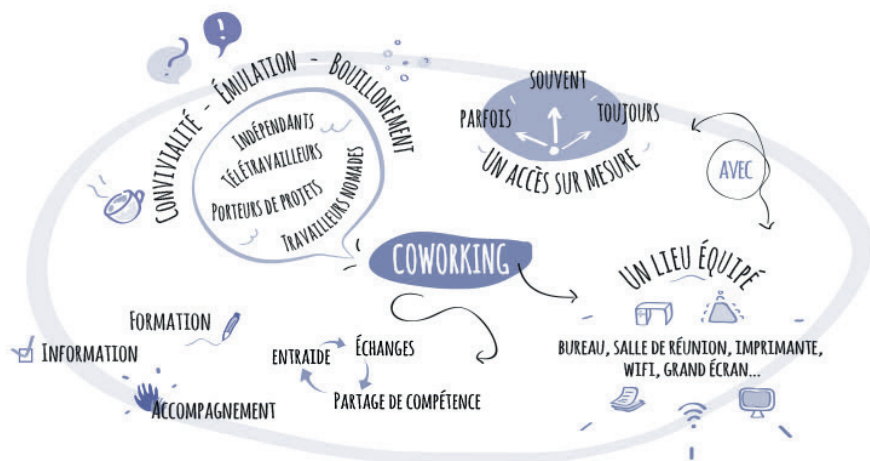 ?
!
CONVIVIALITÉ - ÉMULATION - BOUILLONEMENT
INDÉPENDANTS
TÉLÉTRAVAILLEURS
PORTEURS DE PROJETS
TRAVAILLEURS NOMADES
SOUVENT
PARFOIS
TOUJOURS
UN ACCÈS SUR MESURE
AVEC
COWORKING
UN LIEU ÉQUIPÉ
BUREAU, SALLE DE RÉUNION, IMPRIMANTE,
WIFI, GRAND ÉCRAN...
FORMATION
INFORMATION
ACCOMPAGNEMENT
ENTRAIDE
ÉCHANGES
PARTAGE DE COMPÉTENCE